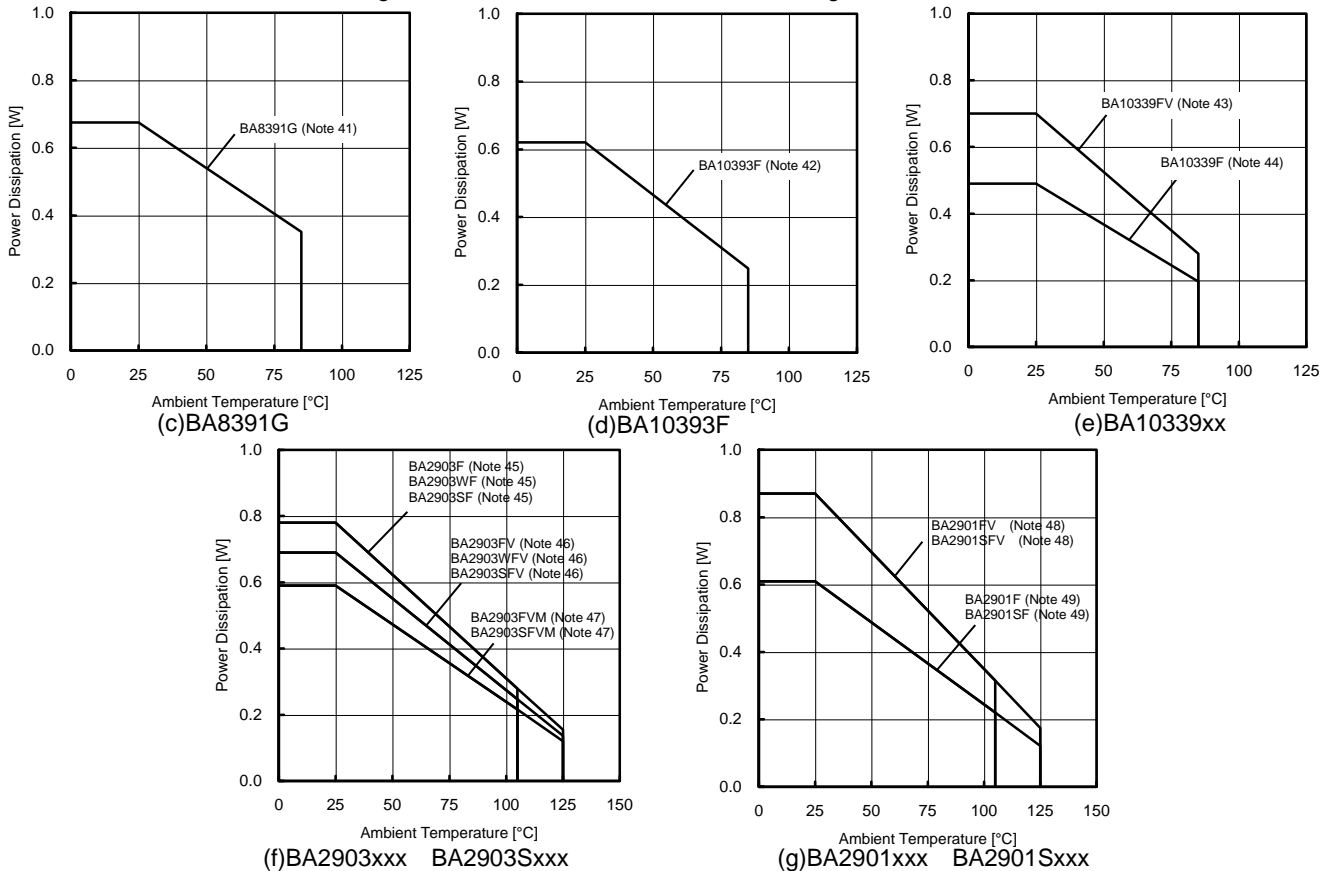 1.0
0.8
0.6
0.4
0.2
0.0
Power Dissipation [W]
BA8391G (Note 41)
0 25 50 75 100 125
Ambient Temperature [°C]
(c)BA8391G
1.0
0.8
0.6
0.4
0.2
0.0
Power Dissipation [W]
BA10393F (Note 42)
0 25 50 75 100 125
Ambient Temperature [°C]
(d)BA10393F
1.0
0.8
0.6
0.4
0.2
0.0
Power Dissipation [W]
BA10339FV (Note 43)
BA10339F (Note 44)
0 25 50 75 100 125
Ambient Temperature [°C]
(e)BA10339xx
1.0
0.8
0.6
0.4
0.2
0.0
Power Dissipation [W]
BA2903F (Note 45)
BA2903WF (Note 45)
BA2903SF (Note 45)
BA2903FV (Note 46)
BA2903WFV (Note 46)
BA2903SFV (Note 46)
BA2903FVM (Note 47)
BA2903SFVM (Note 47)
0 25 50 75 100 125 150
Ambient Temperature [°C]
(f)BA2903xxx BA2903Sxxx
1.0
0.8
0.6
0.4
0.2
0.0
Power Dissipation [W]
BA2901FV (Note 48)
BA2901SFV (Note 48)
BA2901F (Note 49)
BA2901SF (Note 49)
0 25 50 75 100 125 150
Ambient Temperature [°C]
(g)BA2901xxx BA2901Sxxx